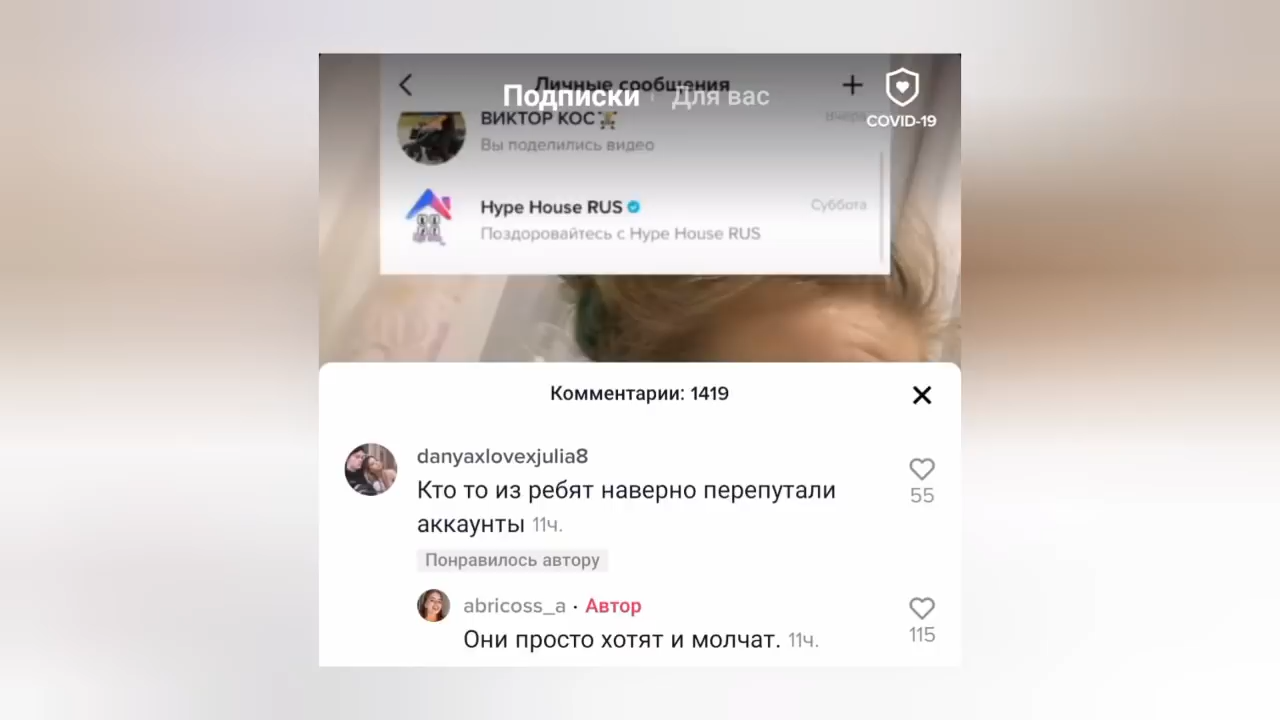 Личные сообщения
Подписки Для вас
COVID-19
ВИКТОР КОС
Вчера
Вы поделились видео
Hype House RUS
Суббота
Поздоровайтесь с Hype House RUS
Комментарии: 1419
danyaxlovexjulia8
Кто то из ребят наверно перепутали
аккаунты 11ч.
55
Понравилось автору
abricoss_a · Автор
Они просто хотят и молчат. 11ч.
115